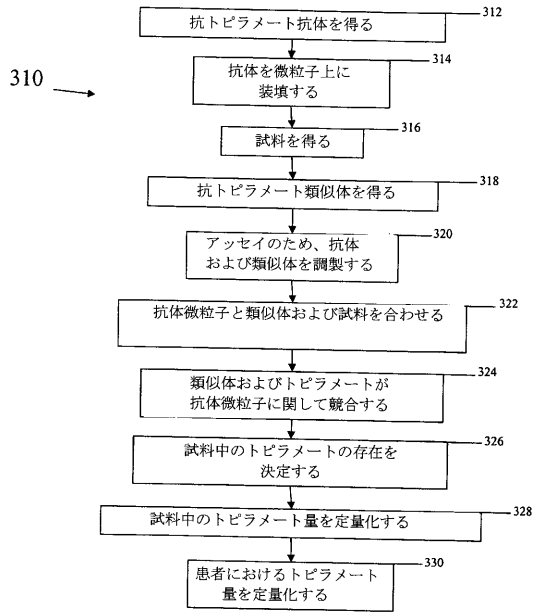 310
抗トピラメート抗体を得る
312
抗体を微粒子上に
装填する
314
試料を得る
316
抗トピラメート類似体を得る
318
アッセイのため、抗体
および類似体を調製する
320
抗体微粒子と類似体および試料を合わせる
322
類似体およびトピラメートが
抗体微粒子に関して競合する
324
試料中のトピラメートの存在を
決定する
326
試料中のトピラメート量を定量化する
328
患者におけるトピラメート
量を定量化する
330